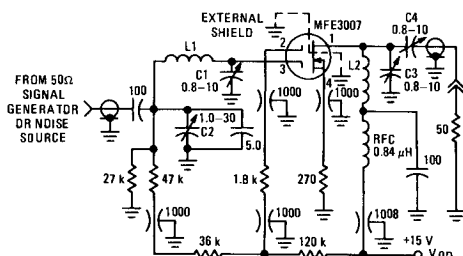 EXTERNAL
SHIELD
MFE3007
C4
0.8–10
L1
2
1
3
4
L2
C1
0.8-10
C3
0.8–10
FROM 50Ω
SIGNAL
GENERATOR
OR NOISE
SOURCE
100
1.0–30
C2
5.0
1000
1000
RFC
0.84 μH
50
100
27 k
47 k
1.8 k
270
1000
1000
1008
36 k
120 k
+15 V